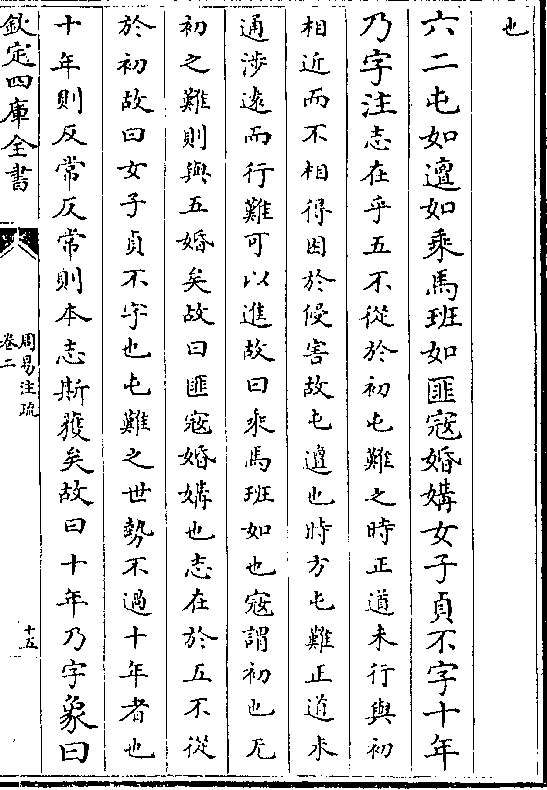 也
六二屯如邅如乘馬班如匪寇婚媾女子貞不字十年
乃字注志在乎五不從於初屯難之時正道未行與初
相近而不相得困於侵害故屯邅也時方屯難正道未
通涉遠而行難可以進故曰乘馬班如也寇謂初也无
初之難則與五婚矣故曰匪寇婚媾也志在於五不從
於初故曰女子貞不字也屯難之世勢不過十年者也
十年則反常反常則本志斯獲矣故曰十年乃字象曰
欽定四庫全書
周易注疏
卷二
十五